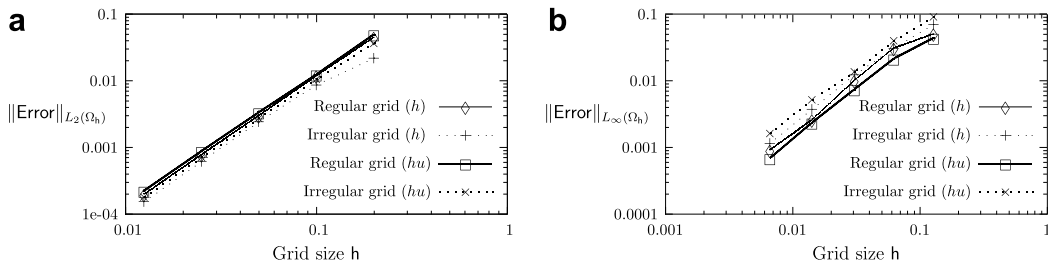 a
0.1
0.01
0.001
1e-04
‖Error‖L₂(Ωₕ)
Regular grid (h)
Irregular grid (h)
Regular grid (hu)
Irregular grid (hu)
0.01
0.1
1
Grid size h
b
0.1
0.01
0.001
0.0001
‖Error‖L∞(Ωₕ)
Regular grid (h)
Irregular grid (h)
Regular grid (hu)
Irregular grid (hu)
0.001
0.01
0.1
1
Grid size h